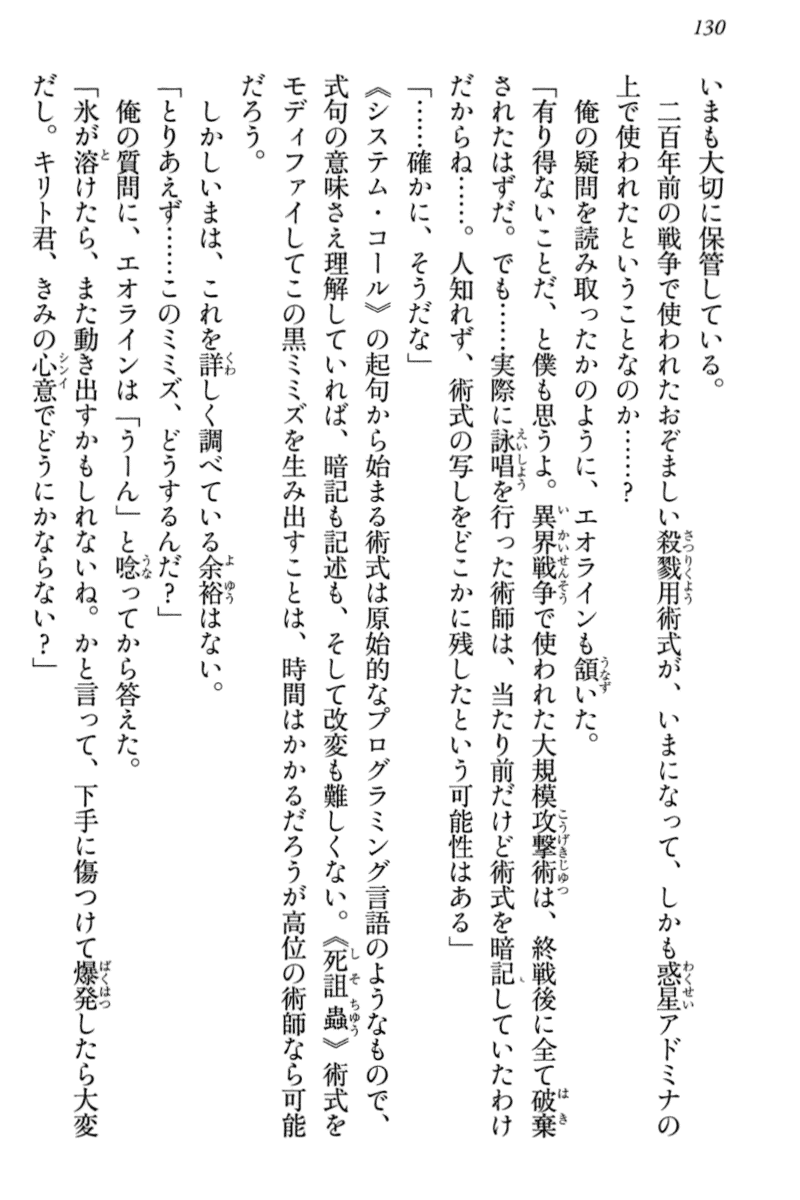 130
いまも大切に保管している。
　二百年前の戦争で使われたおぞましい殺戮用術式が、いまになって、しかも惑星アドミナの
上で使われたということなのか……?
　俺の疑問を読み取ったかのように、エオラインも頷いた。
「有り得ないことだ、と僕も思うよ。異界戦争で使われた大規模攻撃術は、終戦後に全て破棄
されたはずだ。でも……実際に詠唱を行った術師は、当たり前だけど術式を暗記していたわけ
だからね……。人知れず、術式の写しをどこかに残したという可能性はある」
「……確かに、そうだな」
　《システム・コール》の起句から始まる術式は原始的なプログラミング言語のようなもので、
式句の意味さえ理解していれば、暗記も記述も、そして改変も難しくない。《死詛蟲》術式を
モディファイしてこの黒ミミズを生み出すことは、時間はかかるだろうが高位の術師なら可能
だろう。
　しかしいまは、これを詳しく調べている余裕はない。
「とりあえず……このミミズ、どうするんだ?」
　俺の質問に、エオラインは「うーん」と唸ってから答えた。
「氷が溶けたら、また動き出すかもしれないね。かと言って、下手に傷つけて爆発したら大変
だし。キリト君、きみの心意でどうにかならない?」